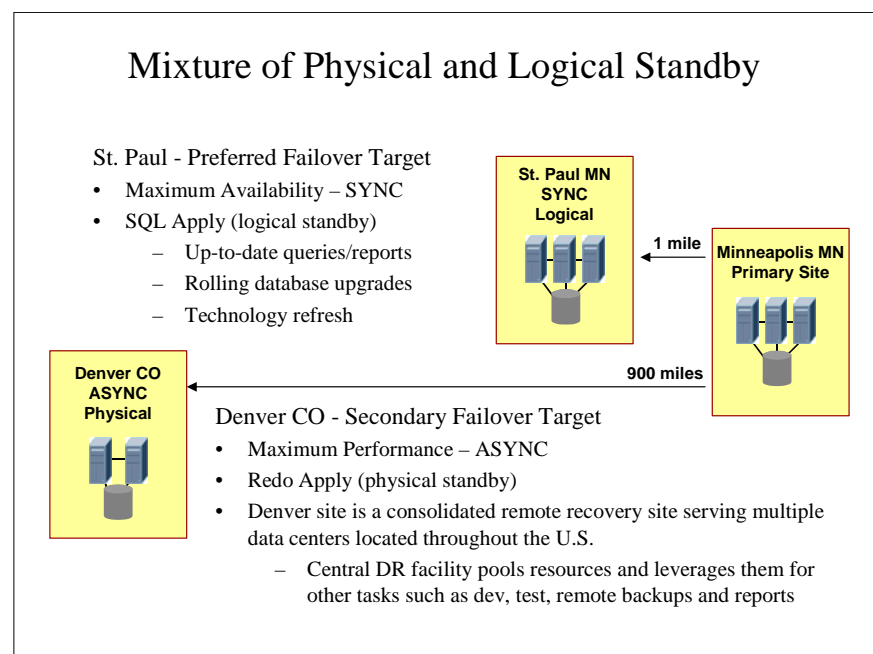 Mixture of Physical and Logical Standby
St. Paul - Preferred Failover Target
• Maximum Availability – SYNC
• SQL Apply (logical standby)
– Up-to-date queries/reports
– Rolling database upgrades
– Technology refresh
St. Paul MN
SYNC
Logical
1 mile
Minneapolis MN
Primary Site
900 miles
Denver CO
ASYNC
Physical
Denver CO - Secondary Failover Target
• Maximum Performance – ASYNC
• Redo Apply (physical standby)
• Denver site is a consolidated remote recovery site serving multiple
data centers located throughout the U.S.
– Central DR facility pools resources and leverages them for
other tasks such as dev, test, remote backups and reports